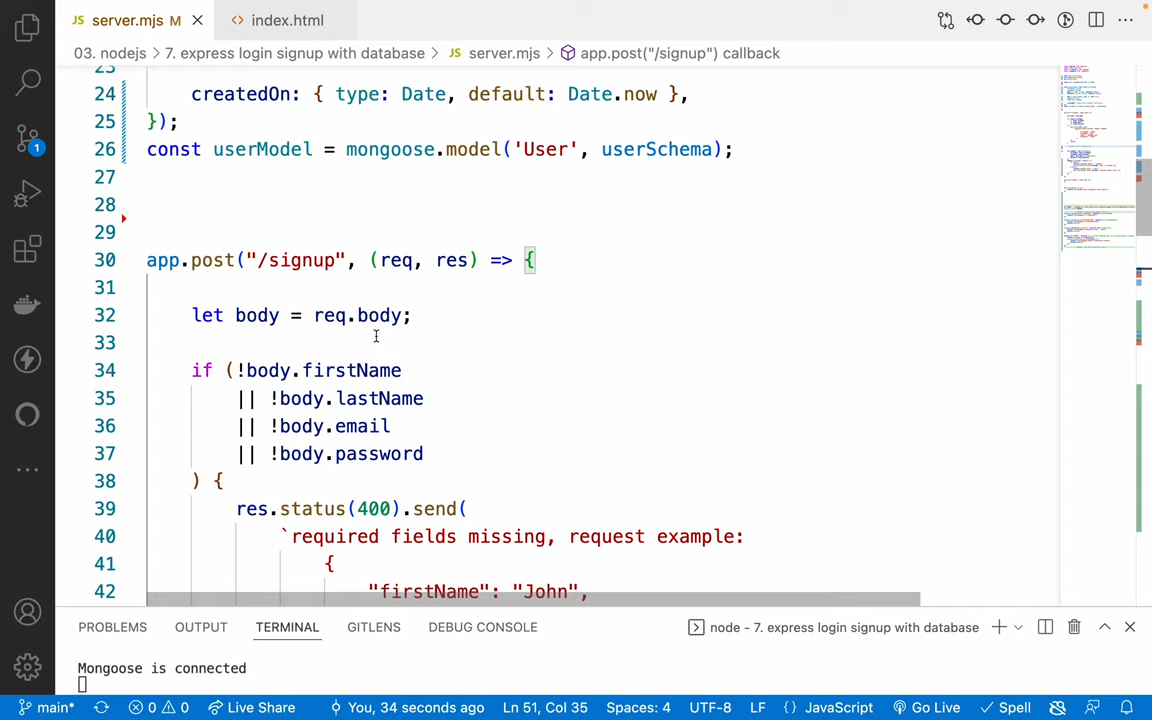 JS server.mjs M
<> index.html
03. nodejs > 7. express login signup with database > JS server.mjs > app.post("/signup") callback
23
24 createdOn: { type: Date, default: Date.now },
25 });
26 const userModel = mongoose.model('User', userSchema);
27
28
29
30 app.post("/signup", (req, res) => {
31
32 let body = req.body;
33
34 if (!body.firstName
35 || !body.lastName
36 || !body.email
37 || !body.password
38 ) {
39 res.status(400).send(
40 `required fields missing, request example:
41 {
42 "firstName": "John",
1
PROBLEMS OUTPUT TERMINAL GITLENS DEBUG CONSOLE
node - 7. express login signup with database
Mongoose is connected
main* 0 0 Live Share You, 34 seconds ago Ln 51, Col 35 Spaces: 4 UTF-8 LF {} JavaScript Go Live Spell